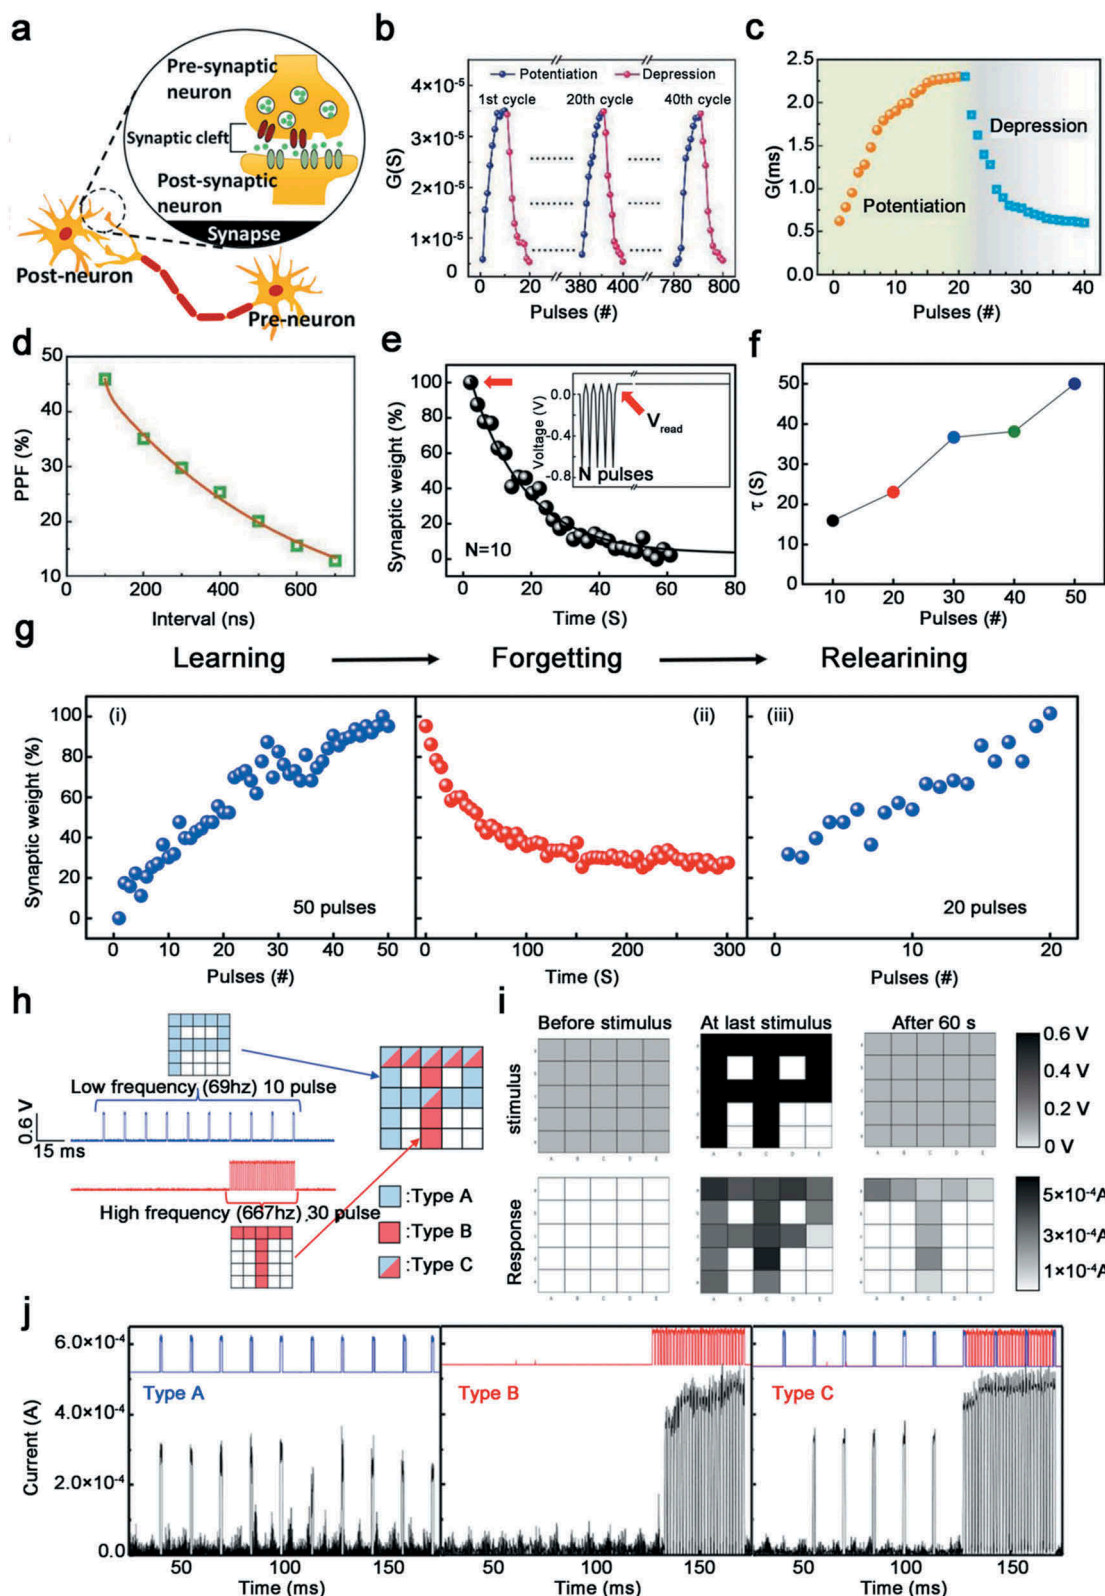 a
Pre-synaptic
neuron
Synaptic cleft
Post-synaptic
neuron
Synapse
Post-neuron
Pre-neuron
b
Potentiation
Depression
1st cycle
20th cycle
40th cycle
4×10⁻⁵
3×10⁻⁵
2×10⁻⁵
1×10⁻⁵
0
G(S)
0 20 380 400 780 800
Pulses (#)
c
2.5
2.0
1.5
1.0
0.5
0.0
G(ms)
Depression
Potentiation
0 10 20 30 40
Pulses (#)
d
50
40
30
20
10
PPF (%)
200 400 600
Interval (ns)
e
100
80
60
40
20
0
Synaptic weight (%)
0.0
-0.4
-0.8
Voltage (V)
V_read
N pulses
N=10
0 20 40 60 80
Time (S)
f
50
40
30
20
10
0
τ (S)
10 20 30 40 50
Pulses (#)
g
Learning
Forgetting
Relearining
100
80
60
40
20
0
Synaptic weight (%)
(i)
50 pulses
0 10 20 30 40 50
Pulses (#)
(ii)
0 100 200 300
Time (S)
(iii)
20 pulses
0 10 20
Pulses (#)
h
Low frequency (69hz) 10 pulse
0.6 V
15 ms
High frequency (667hz) 30 pulse
:Type A
:Type B
:Type C
i
Before stimulus
At last stimulus
After 60 s
stimulus
0.6 V
0.4 V
0.2 V
0 V
A B C D E
A B C D E
A B C D E
Response
5×10⁻⁴A
3×10⁻⁴A
1×10⁻⁴A
A B C D E
A B C D E
A B C D E
j
6.0×10⁻⁴
4.0×10⁻⁴
2.0×10⁻⁴
0.0
Current (A)
Type A
50 100 150
Time (ms)
Type B
50 100 150
Time (ms)
Type C
50 100 150
Time (ms)